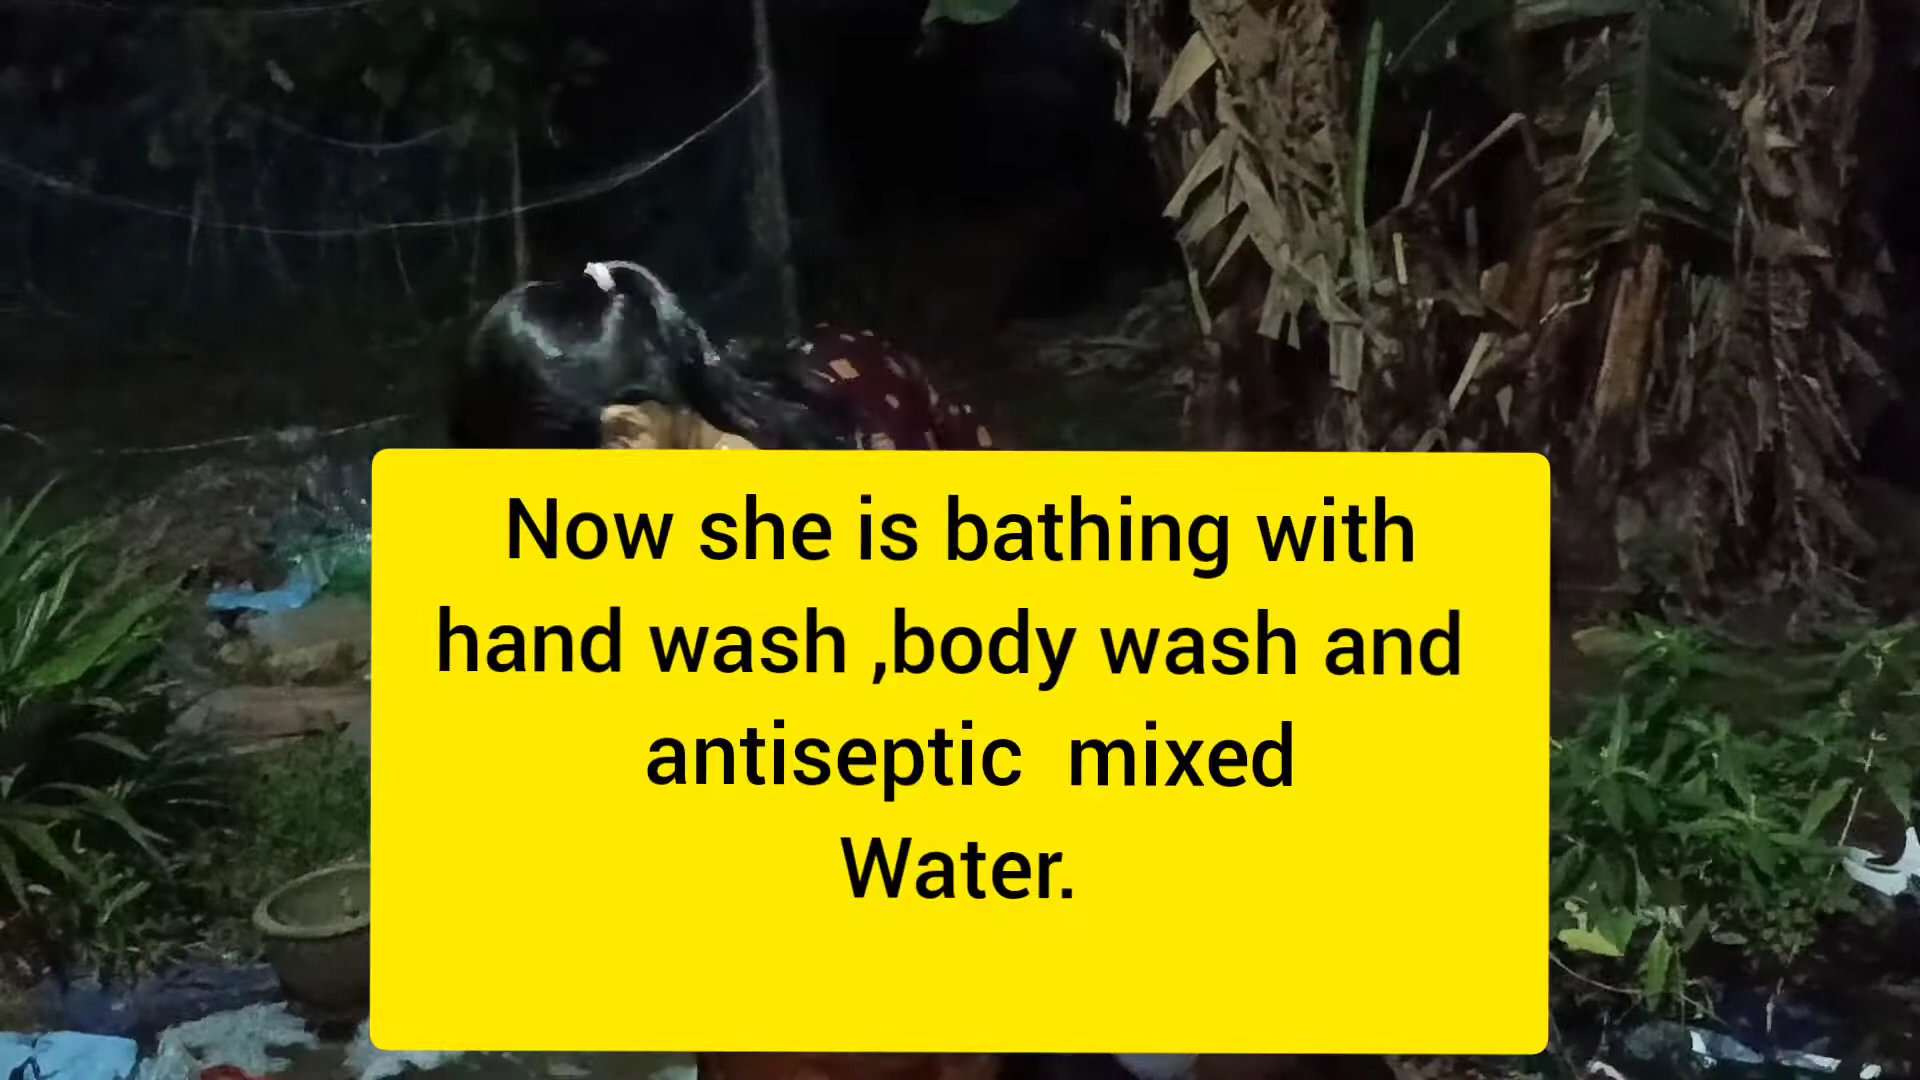 Now she is bathing with
hand wash ,body wash and
antiseptic mixed
Water.